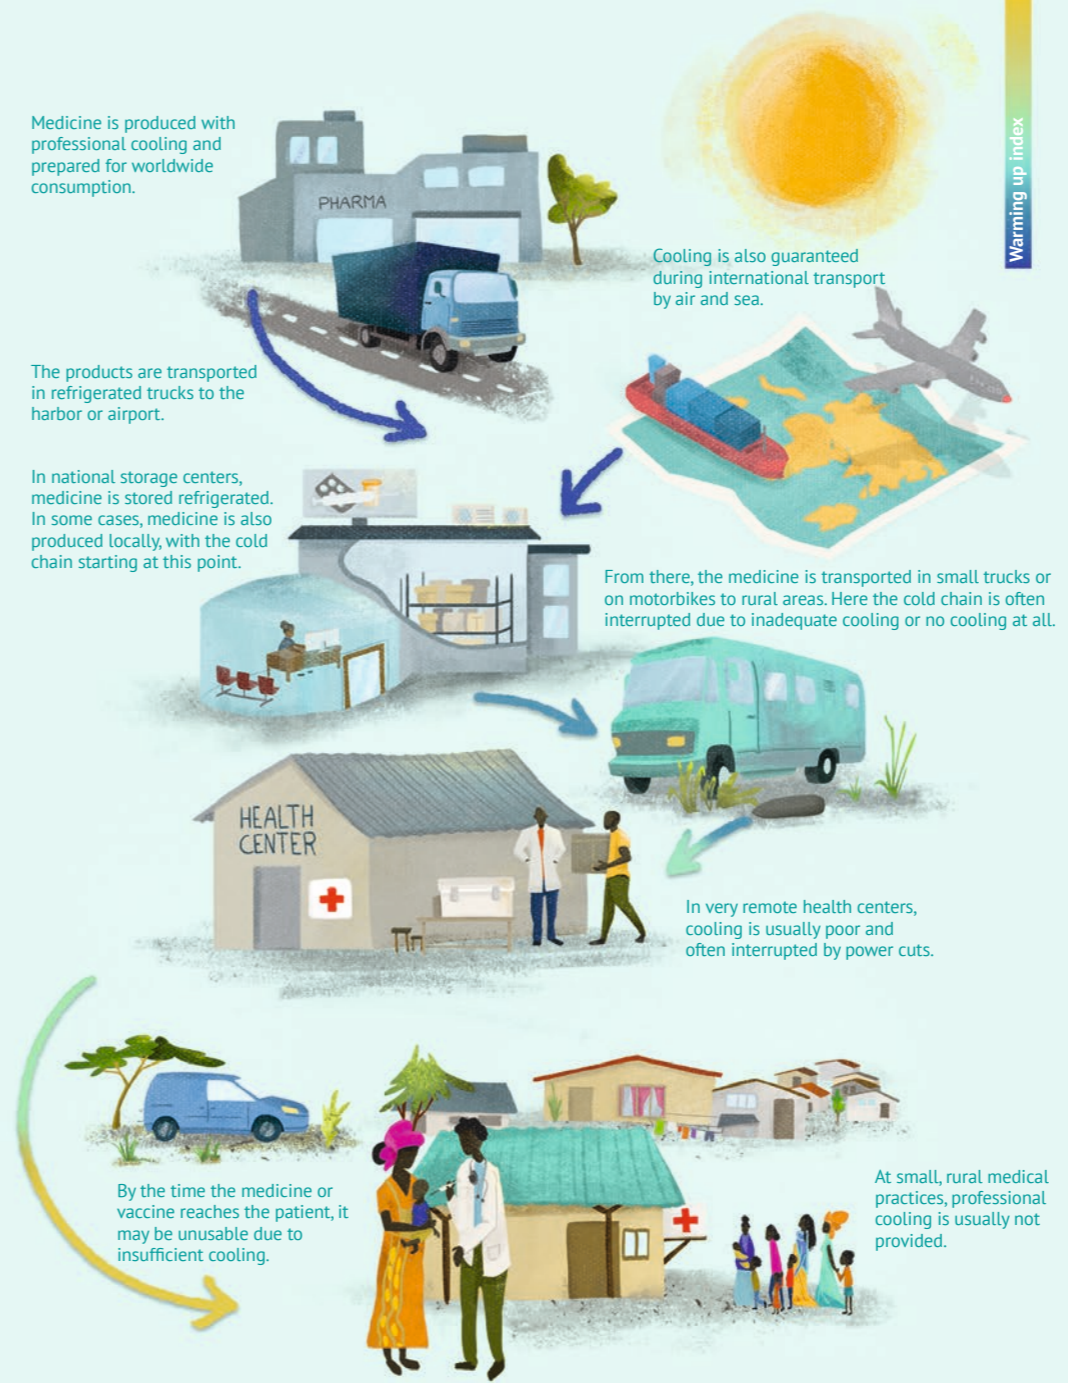 Medicine is produced with
professional cooling and
prepared for worldwide
consumption.
PHARMA
Warming up index
Cooling is also guaranteed
during international transport
by air and sea.
The products are transported
in refrigerated trucks to the
harbor or airport.
In national storage centers,
medicine is stored refrigerated.
In some cases, medicine is also
produced locally, with the cold
chain starting at this point.
From there, the medicine is transported in small trucks or
on motorbikes to rural areas. Here the cold chain is often
interrupted due to inadequate cooling or no cooling at all.
HEALTH
CENTER
In very remote health centers,
cooling is usually poor and
often interrupted by power cuts.
By the time the medicine or
vaccine reaches the patient, it
may be unusable due to
insufficient cooling.
At small, rural medical
practices, professional
cooling is usually not
provided.